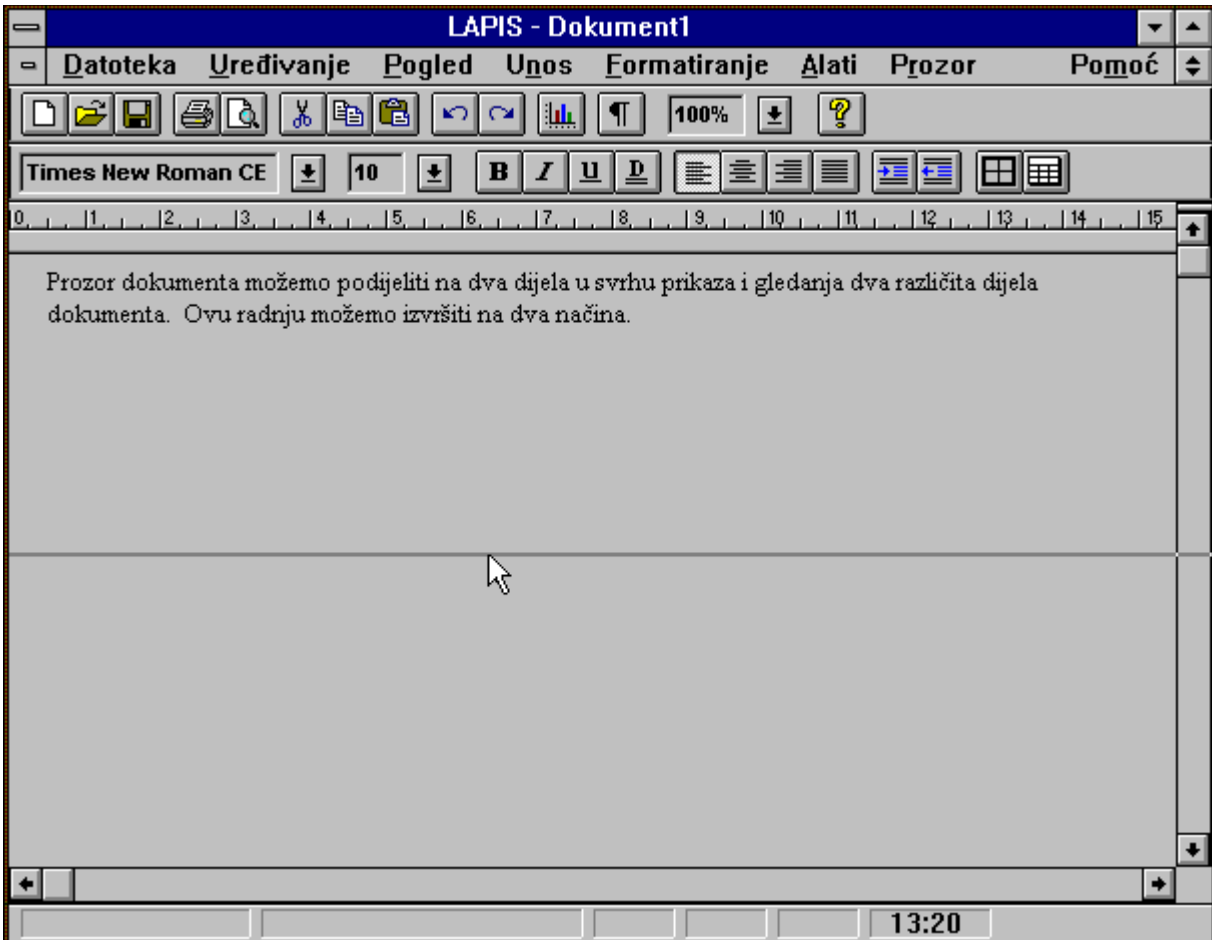 LAPIS - Dokument1
Datoteka Uređivanje Pogled Unos Formatiranje Alati Prozor Pomoć
100%
Times New Roman CE 10 B I U D
0 1 2 3 4 5 6 7 8 9 10 11 12 13 14 15
Prozor dokumenta možemo podijeliti na dva dijela u svrhu prikaza i gledanja dva različita dijela
dokumenta. Ovu radnju možemo izvršiti na dva načina.
13:20